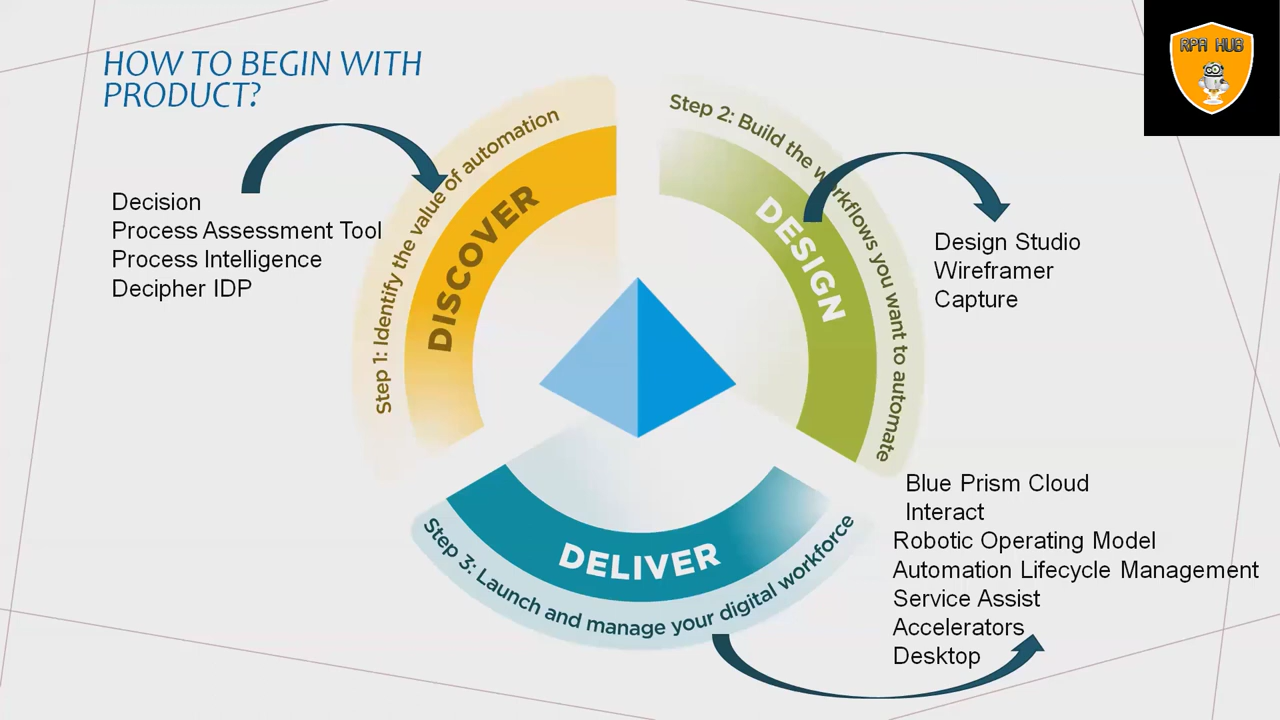 HOW TO BEGIN WITH
PRODUCT?
RPA HUB
Step 1: Identify the value of automation
DISCOVER
Decision
Process Assessment Tool
Process Intelligence
Decipher IDP
Step 2: Build the workflows you want to automate
DESIGN
Design Studio
Wireframer
Capture
DELIVER
Step 3: Launch and manage your digital workforce
Blue Prism Cloud
Interact
Robotic Operating Model
Automation Lifecycle Management
Service Assist
Accelerators
Desktop